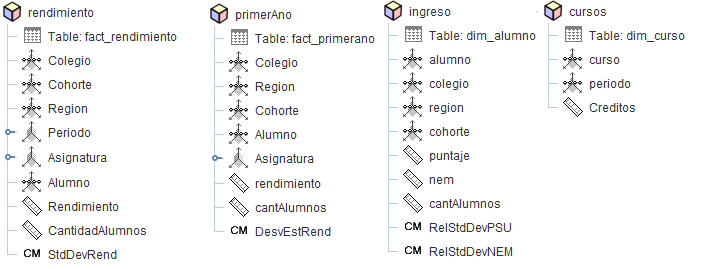 rendimiento
Table: fact_rendimiento
Colegio
Cohorte
Region
Periodo
Asignatura
Alumno
Rendimiento
CantidadAlumnos
CM StdDevRend
primerAno
Table: fact_primerano
Colegio
Region
Cohorte
Alumno
Asignatura
rendimiento
cantAlumnos
CM DesvEstRend
ingreso
Table: dim_alumno
alumno
colegio
region
cohorte
puntaje
nem
cantAlumnos
CM RelStdDevPSU
CM RelStdDevNEM
cursos
Table: dim_curso
curso
periodo
Creditos